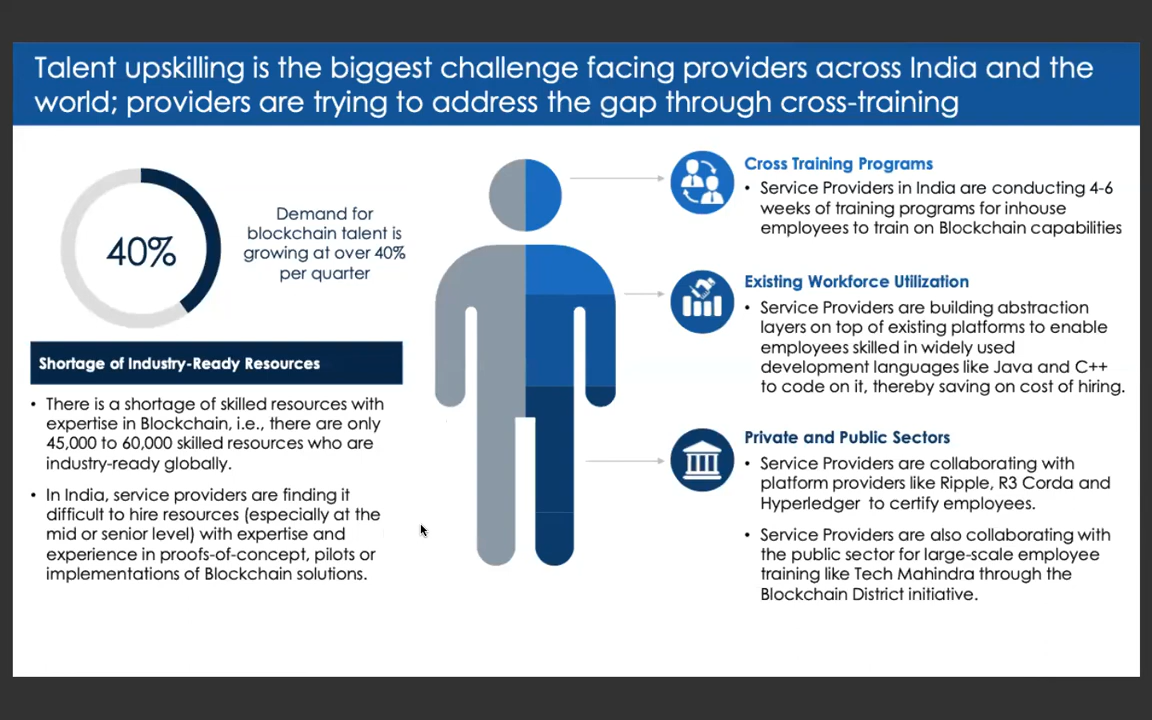 Talent upskilling is the biggest challenge facing providers across India and the
world; providers are trying to address the gap through cross-training
40%
Demand for
blockchain talent is
growing at over 40%
per quarter
Shortage of Industry-Ready Resources
• There is a shortage of skilled resources with
expertise in Blockchain, i.e., there are only
45,000 to 60,000 skilled resources who are
industry-ready globally.
• In India, service providers are finding it
difficult to hire resources (especially at the
mid or senior level) with expertise and
experience in proofs-of-concept, pilots or
implementations of Blockchain solutions.
Cross Training Programs
• Service Providers in India are conducting 4-6
weeks of training programs for inhouse
employees to train on Blockchain capabilities
Existing Workforce Utilization
• Service Providers are building abstraction
layers on top of existing platforms to enable
employees skilled in widely used
development languages like Java and C++
to code on it, thereby saving on cost of hiring.
Private and Public Sectors
• Service Providers are collaborating with
platform providers like Ripple, R3 Corda and
Hyperledger to certify employees.
• Service Providers are also collaborating with
the public sector for large-scale employee
training like Tech Mahindra through the
Blockchain District initiative.